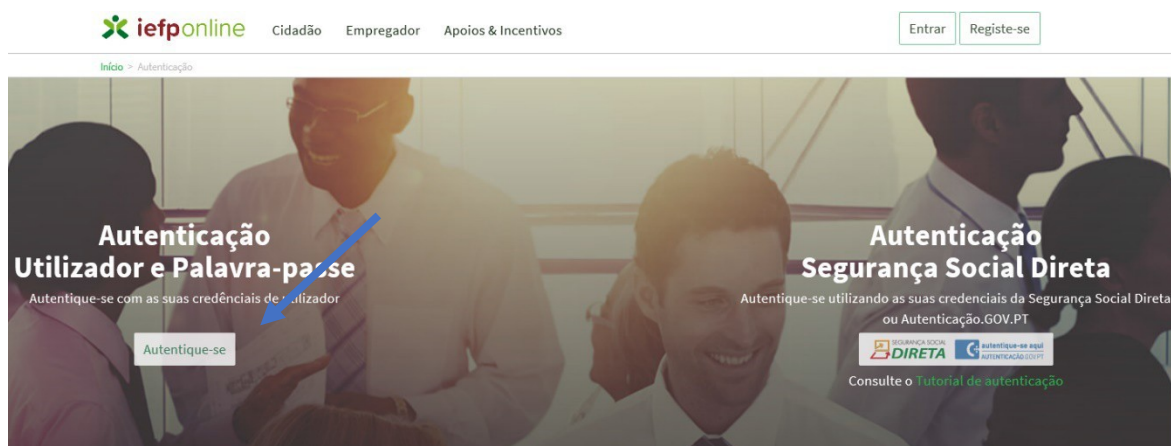 iefponline Cidadão Empregador Apoios & Incentivos Entrar Registe-se
Início > Autenticação
Autenticação
Utilizador e Palavra-passe
Autentique-se com as suas credênciais de utilizador
Autentique-se
Autenticação
Segurança Social Direta
Autentique-se utilizando as suas credenciais da Segurança Social Direta
ou Autenticação.GOV.PT
SEGURANÇA SOCIAL
DIRETA
autentique-se aqui
AUTENTICAÇÃO.GOV.PT
Consulte o Tutorial de autenticação